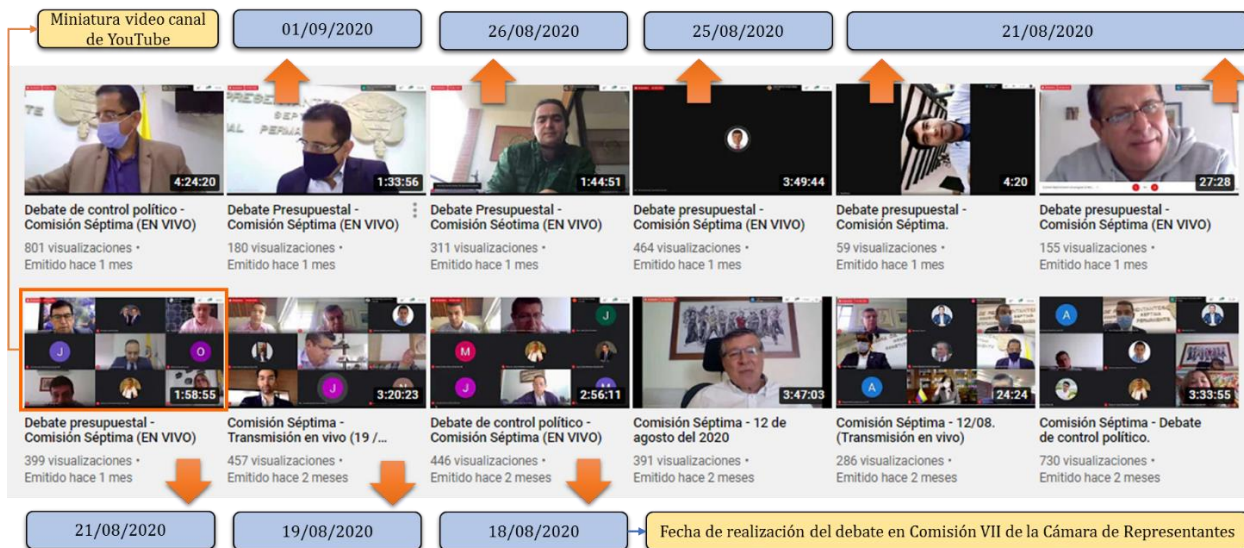 Miniatura video canal
de YouTube
01/09/2020
26/08/2020
25/08/2020
21/08/2020
4:24:20
1:33:56
1:44:51
3:49:44
4:20
27:28
Debate de control político -
Comisión Séptima (EN VIVO)
801 visualizaciones •
Emitido hace 1 mes
Debate Presupuestal -
Comisión Séptima (EN VIVO)
180 visualizaciones •
Emitido hace 1 mes
Debate Presupuestal -
Comisión Séotima (EN VIVO)
311 visualizaciones •
Emitido hace 1 mes
Debate presupuestal -
Comisión Séptima (EN VIVO)
464 visualizaciones •
Emitido hace 1 mes
Debate presupuestal -
Comisión Séptima.
59 visualizaciones •
Emitido hace 1 mes
Debate presupuestal -
Comisión Séptima (EN VIVO)
155 visualizaciones •
Emitido hace 1 mes
J
O
1:58:55
J
3:20:23
J
M
J
2:56:11
3:47:03
A
24:24
A
3:33:55
Debate presupuestal -
Comisión Séptima (EN VIVO)
399 visualizaciones •
Emitido hace 1 mes
Comisión Séptima -
Transmisión en vivo (19 /...
457 visualizaciones •
Emitido hace 2 meses
Debate de control político -
Comisión Séptima (EN VIVO)
446 visualizaciones •
Emitido hace 2 meses
Comisión Séptima - 12 de
agosto del 2020
391 visualizaciones •
Emitido hace 2 meses
Comisión Séptima - 12/08.
(Transmisión en vivo)
286 visualizaciones •
Emitido hace 2 meses
Comisión Séptima - Debate
de control político.
730 visualizaciones •
Emitido hace 2 meses
21/08/2020
19/08/2020
18/08/2020
Fecha de realización del debate en Comisión VII de la Cámara de Representantes